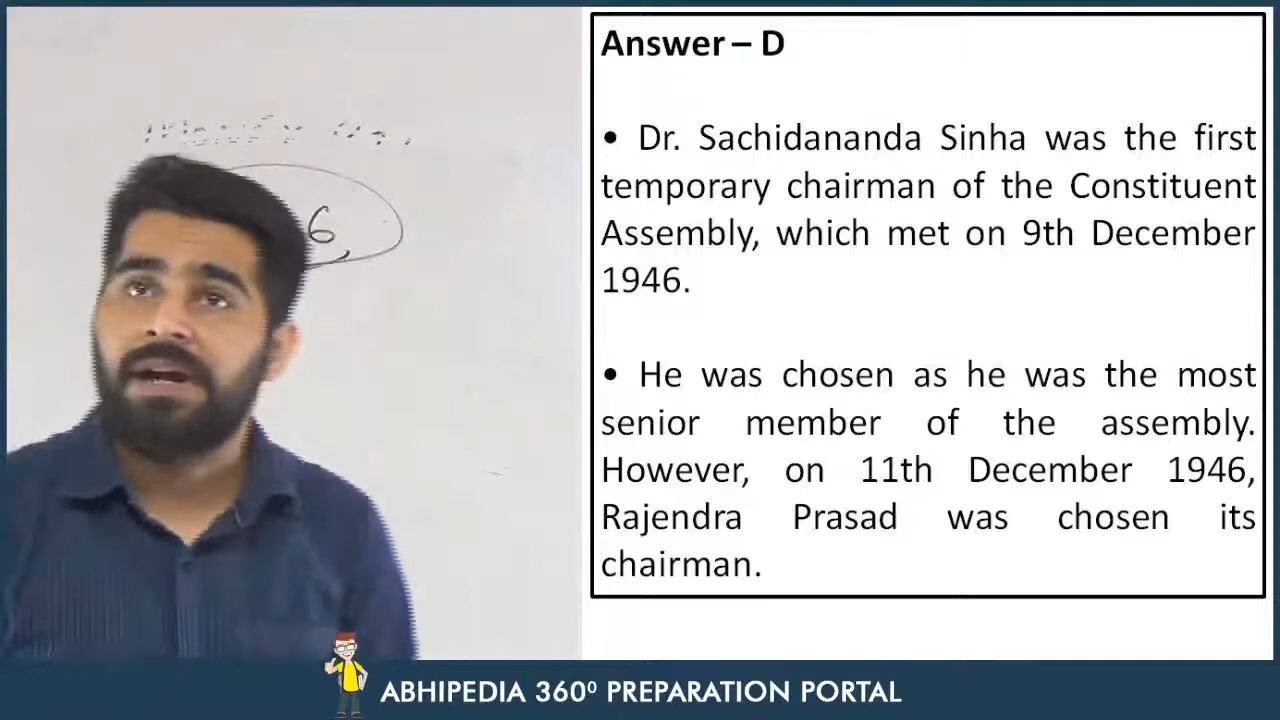 6
Answer – D
• Dr. Sachidananda Sinha was the first
temporary chairman of the Constituent
Assembly, which met on 9th December
1946.
• He was chosen as he was the most
senior member of the assembly.
However, on 11th December 1946,
Rajendra Prasad was chosen its
chairman.
ABHIPEDIA 360⁰ PREPARATION PORTAL